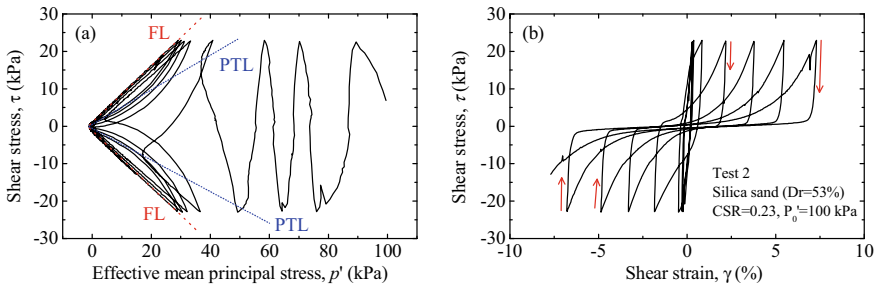 (a)
FL
PTL
PTL
FL
Shear stress, τ (kPa)
30
20
10
0
-10
-20
-30
0 20 40 60 80 100
Effective mean principal stress, p' (kPa)
(b)
Shear stress, τ (kPa)
30
20
10
0
-10
-20
-30
Test 2
Silica sand (Dr=53%)
CSR=0.23, P₀'=100 kPa
-10 -5 0 5 10
Shear strain, γ (%)